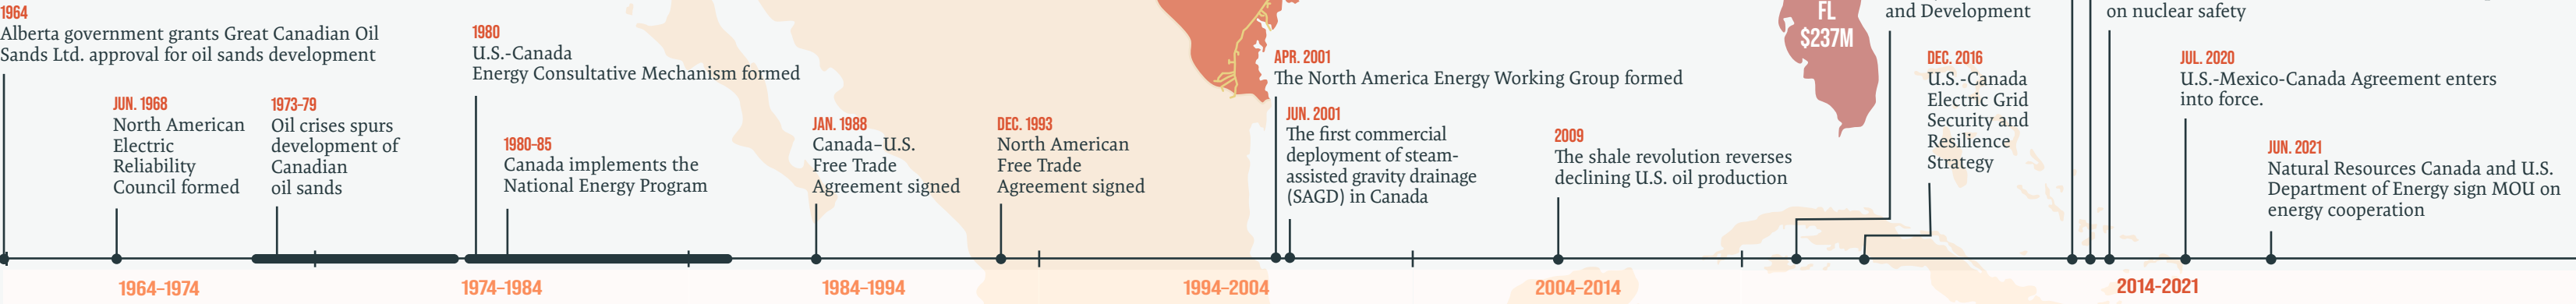 1964
Alberta government grants Great Canadian Oil
Sands Ltd. approval for oil sands development
JUN. 1968
North American
Electric
Reliability
Council formed
1973-79
Oil crises spurs
development of
Canadian
oil sands
1980
U.S.-Canada
Energy Consultative Mechanism formed
1980-85
Canada implements the
National Energy Program
JAN. 1988
Canada–U.S.
Free Trade
Agreement signed
DEC. 1993
North American
Free Trade
Agreement signed
APR. 2001
The North America Energy Working Group formed
JUN. 2001
The first commercial
deployment of steam-
assisted gravity drainage
(SAGD) in Canada
2009
The shale revolution reverses
declining U.S. oil production
FL
$237M
and Development
DEC. 2016
U.S.-Canada
Electric Grid
Security and
Resilience
Strategy
on nuclear safety
JUL. 2020
U.S.-Mexico-Canada Agreement enters
into force.
JUN. 2021
Natural Resources Canada and U.S.
Department of Energy sign MOU on
energy cooperation
1964–1974
1974–1984
1984–1994
1994–2004
2004–2014
2014-2021